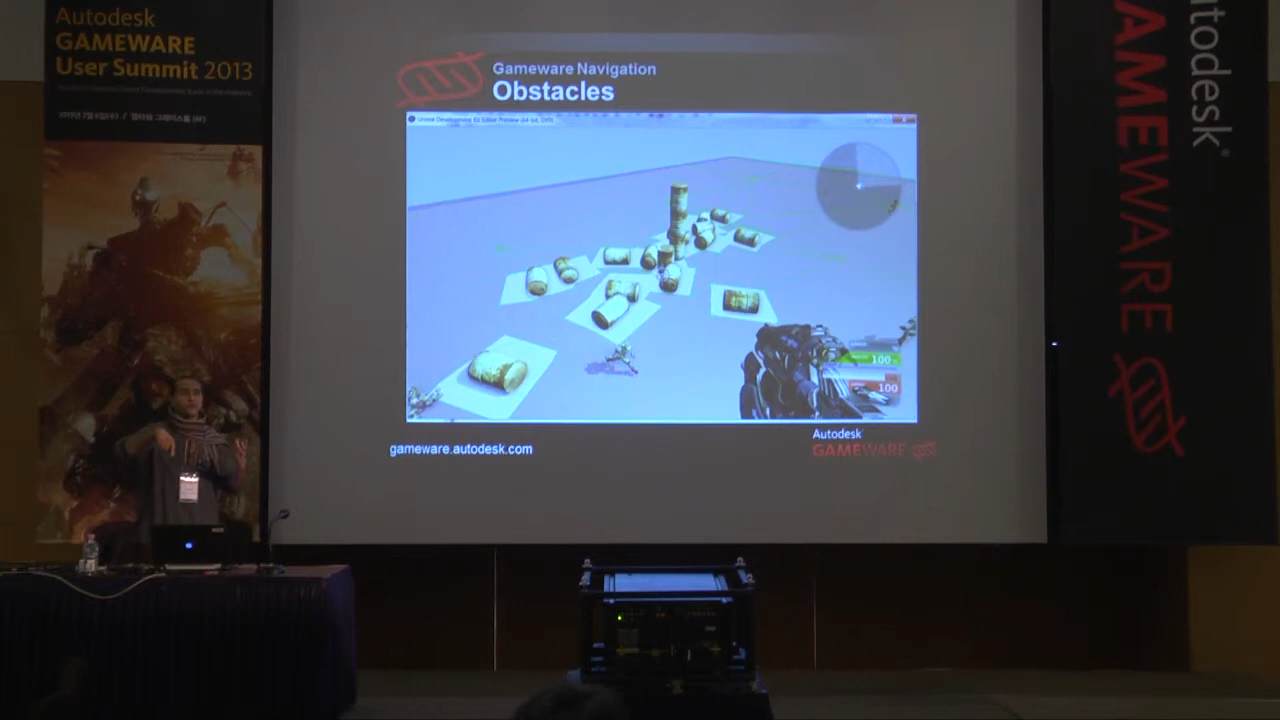 Autodesk
GAMEWARE
User Summit 2013
Gameware Navigation
Obstacles
100
100
gameware.autodesk.com
Autodesk
GAMEWARE
Autodesk®
GAMEWARE